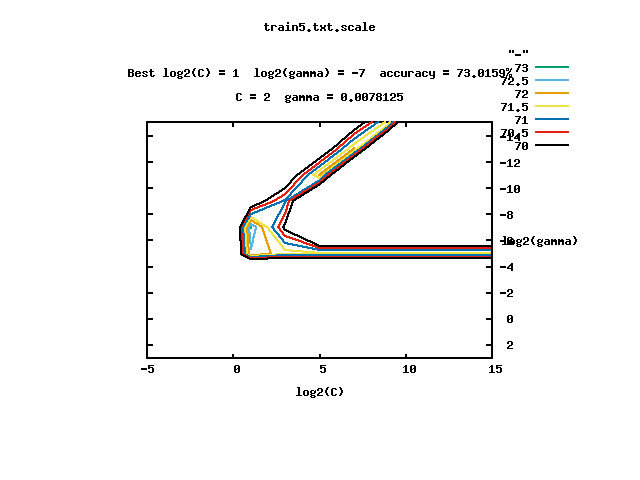 train5.txt.scale
"-"
Best log2(C) = 1  log2(gamma) = -7  accuracy = 73.0159%
73
72.5
C = 2  gamma = 0.0078125
72
71.5
71
70.5
70
-14
-12
-10
-8
-6
log2(gamma)
-4
-2
0
2
-5 0 5 10 15
log2(C)